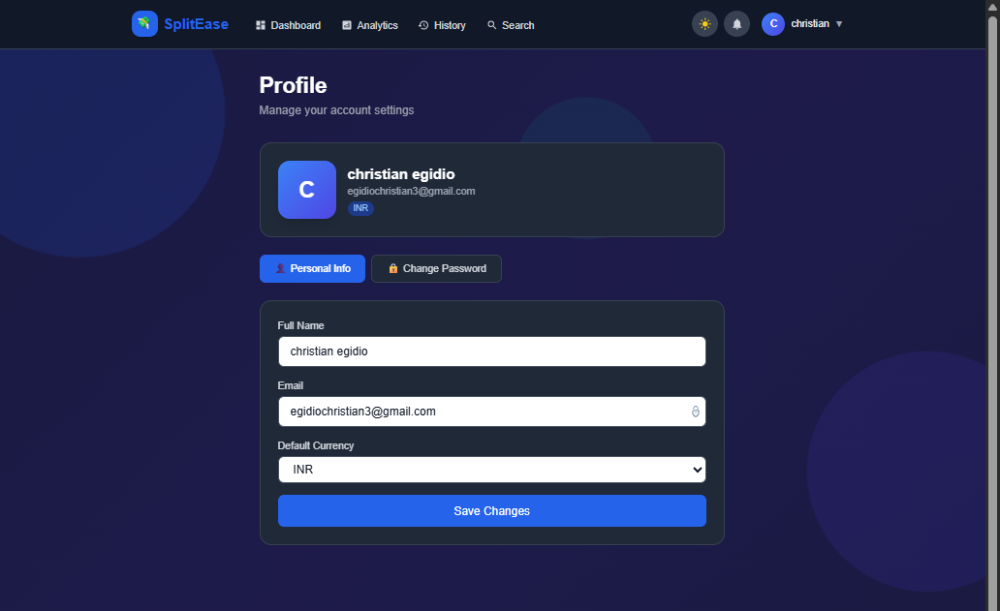 SplitEase Dashboard Analytics History Search C christian
Profile
Manage your account settings
C
christian egidio
egidiochristian3@gmail.com
INR
Personal Info Change Password
Full Name
christian egidio
Email
egidiochristian3@gmail.com
Default Currency
INR
Save Changes